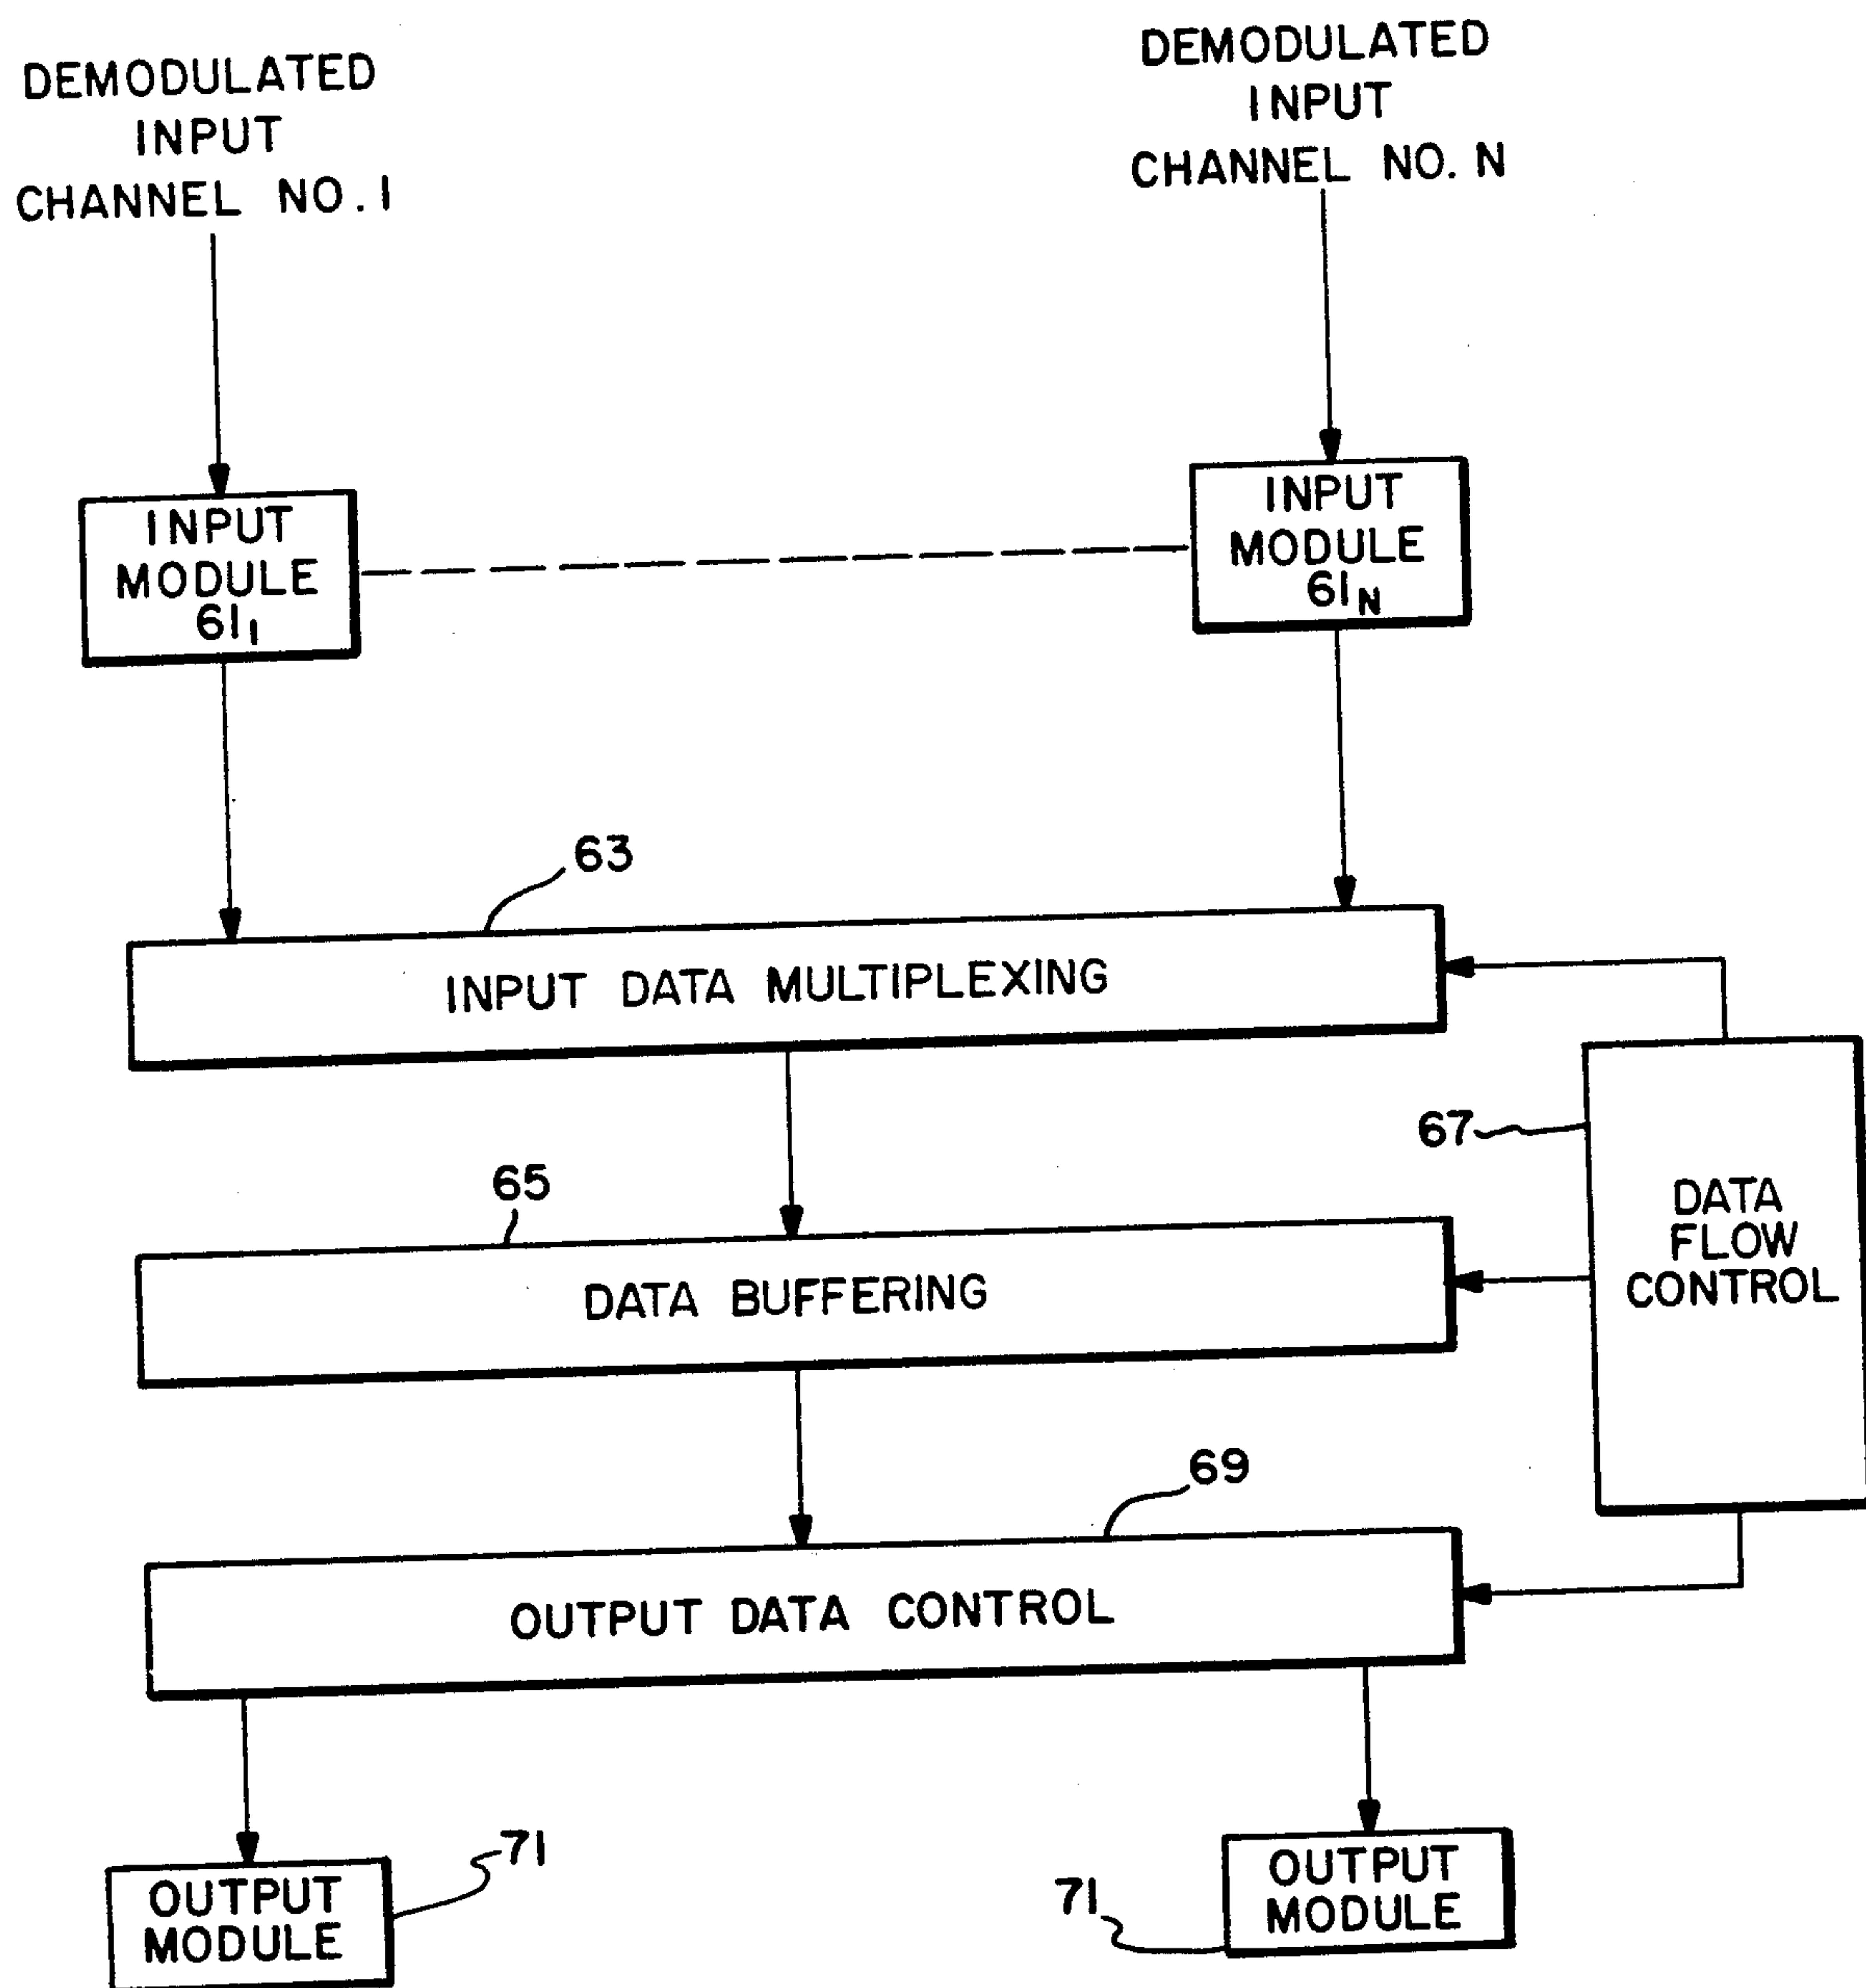 DEMODULATED
INPUT
CHANNEL NO. 1
DEMODULATED
INPUT
CHANNEL NO. N
INPUT
MODULE
61₁
INPUT
MODULE
61N
63
INPUT DATA MULTIPLEXING
67
DATA
FLOW
CONTROL
65
DATA BUFFERING
69
OUTPUT DATA CONTROL
OUTPUT
MODULE
71
71
OUTPUT
MODULE